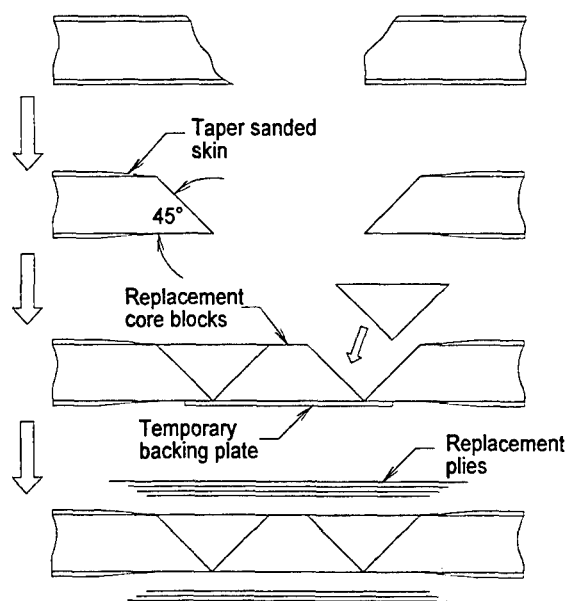 Taper sanded
skin
45°
Replacement
core blocks
Temporary
backing plate
Replacement
plies